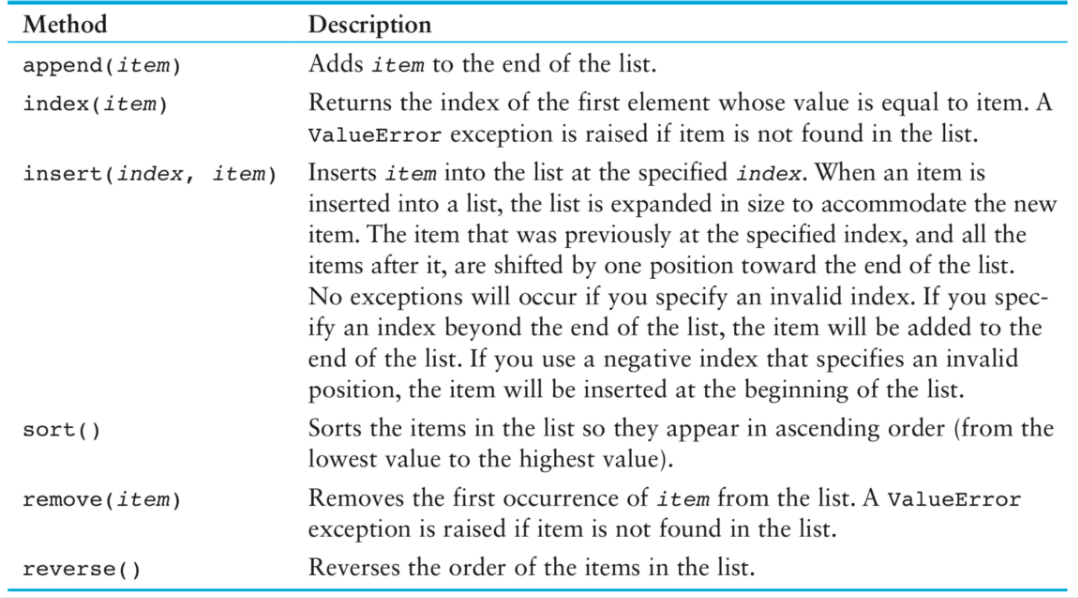 Method Description
append(item) Adds item to the end of the list.
index(item) Returns the index of the first element whose value is equal to item. A
ValueError exception is raised if item is not found in the list.
insert(index, item) Inserts item into the list at the specified index. When an item is
inserted into a list, the list is expanded in size to accommodate the new
item. The item that was previously at the specified index, and all the
items after it, are shifted by one position toward the end of the list.
No exceptions will occur if you specify an invalid index. If you spec-
ify an index beyond the end of the list, the item will be added to the
end of the list. If you use a negative index that specifies an invalid
position, the item will be inserted at the beginning of the list.
sort() Sorts the items in the list so they appear in ascending order (from the
lowest value to the highest value).
remove(item) Removes the first occurrence of item from the list. A ValueError
exception is raised if item is not found in the list.
reverse() Reverses the order of the items in the list.